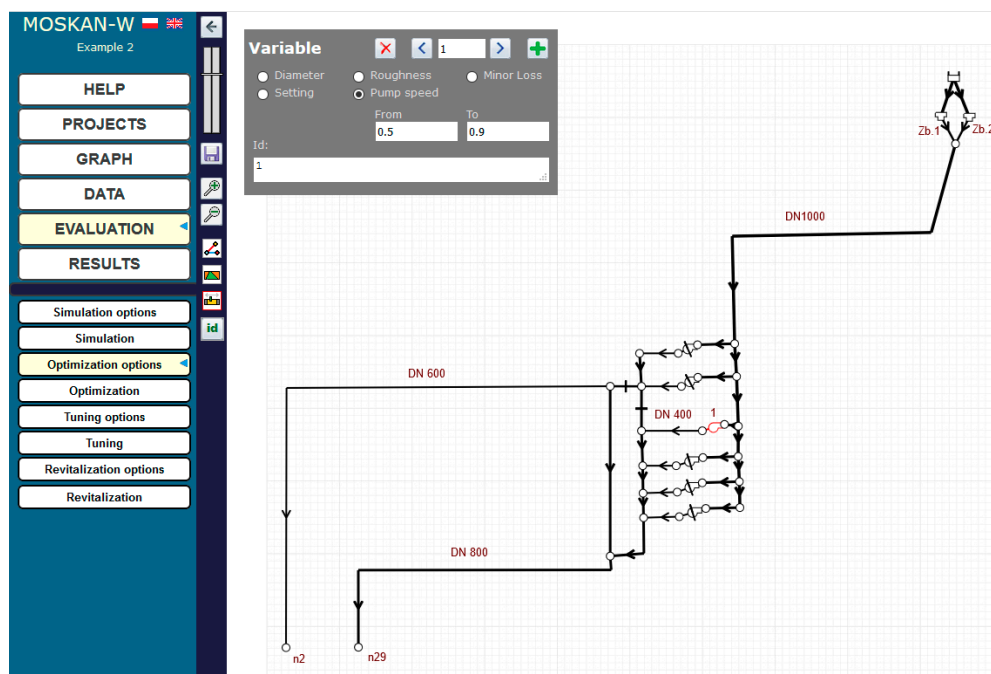 MOSKAN-W
Example 2
HELP
PROJECTS
GRAPH
DATA
EVALUATION
RESULTS
Simulation options
Simulation
Optimization options
Optimization
Tuning options
Tuning
Revitalization options
Revitalization
id
Variable
1
Diameter
Roughness
Minor Loss
Setting
Pump speed
From
To
0.5
0.9
Id:
1
Zb.1
Zb.2
DN1000
DN 600
DN 400
1
DN 800
n2
n29